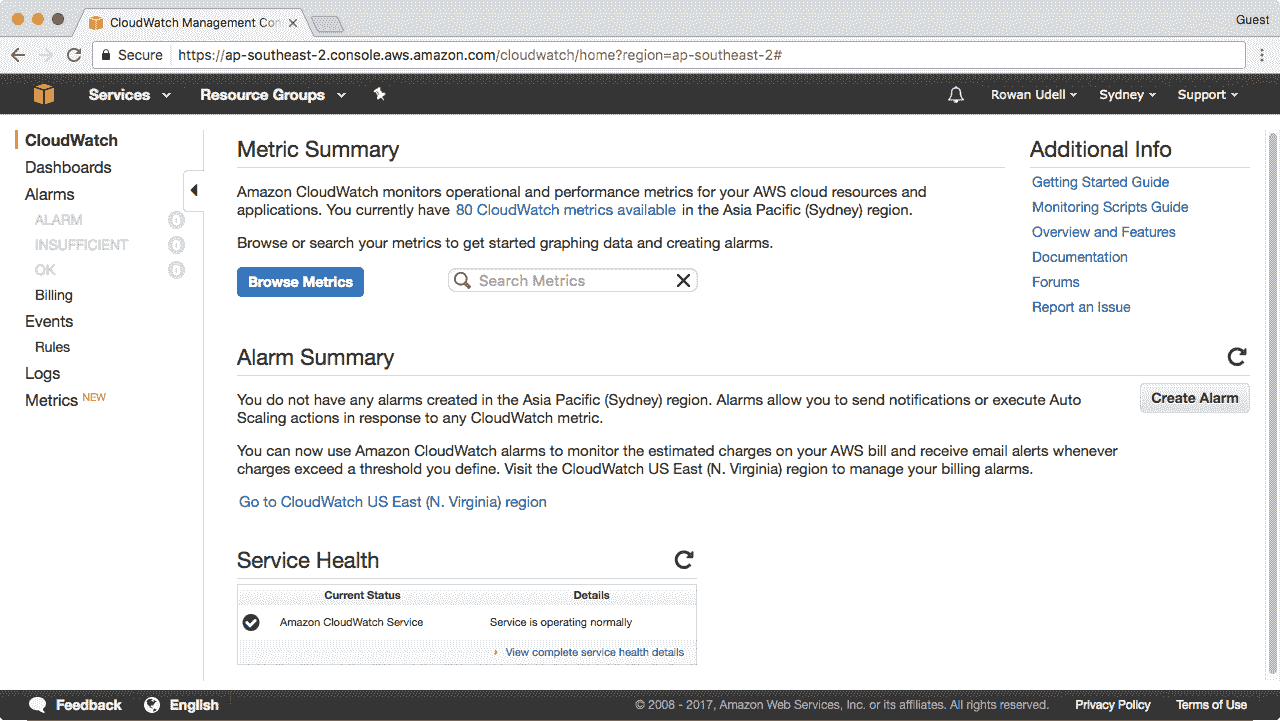 CloudWatch Management Con
Guest
Secure
https://ap-southeast-2.console.aws.amazon.com/cloudwatch/home?region=ap-southeast-2#
Services
Resource Groups
Rowan Udell
Sydney
Support
CloudWatch
Dashboards
Alarms
ALARM
INSUFFICIENT
OK
Billing
Events
Rules
Logs
Metrics NEW
Metric Summary
Amazon CloudWatch monitors operational and performance metrics for your AWS cloud resources and
applications. You currently have 80 CloudWatch metrics available in the Asia Pacific (Sydney) region.
Browse or search your metrics to get started graphing data and creating alarms.
Browse Metrics
Search Metrics
Additional Info
Getting Started Guide
Monitoring Scripts Guide
Overview and Features
Documentation
Forums
Report an Issue
Alarm Summary
You do not have any alarms created in the Asia Pacific (Sydney) region. Alarms allow you to send notifications or execute Auto
Scaling actions in response to any CloudWatch metric.
Create Alarm
You can now use Amazon CloudWatch alarms to monitor the estimated charges on your AWS bill and receive email alerts whenever
charges exceed a threshold you define. Visit the CloudWatch US East (N. Virginia) region to manage your billing alarms.
Go to CloudWatch US East (N. Virginia) region
Service Health
Current Status
Details
Amazon CloudWatch Service
Service is operating normally
View complete service health details
Feedback
English
© 2008 - 2017, Amazon Web Services, Inc. or its affiliates. All rights reserved.
Privacy Policy
Terms of Use